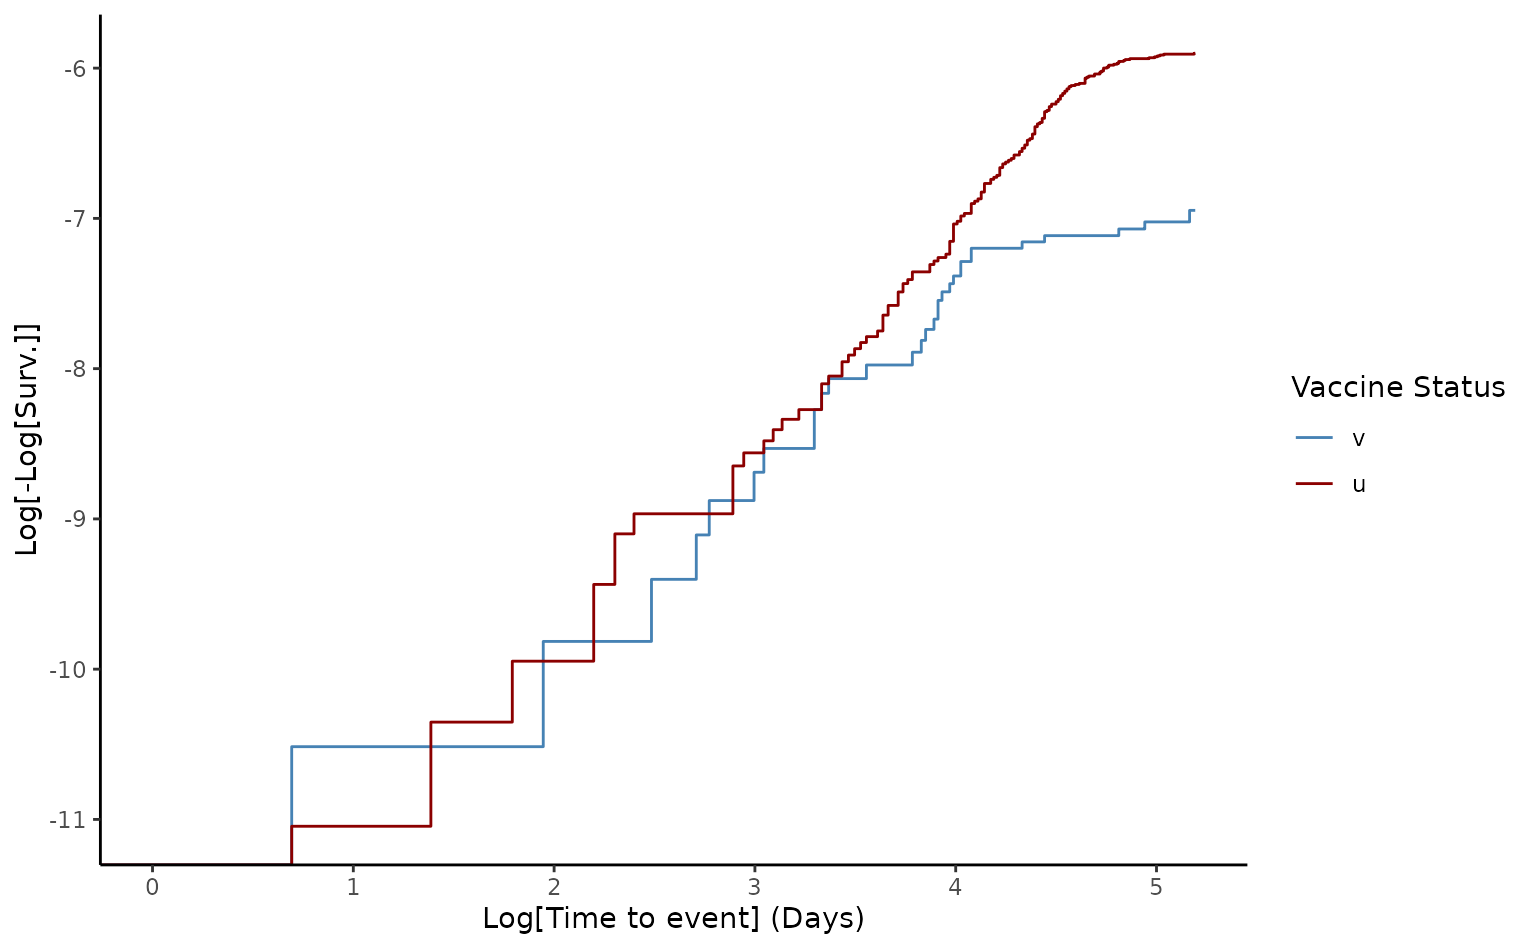 Log[-Log[Surv.]]
-6
-7
-8
-9
-10
-11
0 1 2 3 4 5
Log[Time to event] (Days)
Vaccine Status
v
u